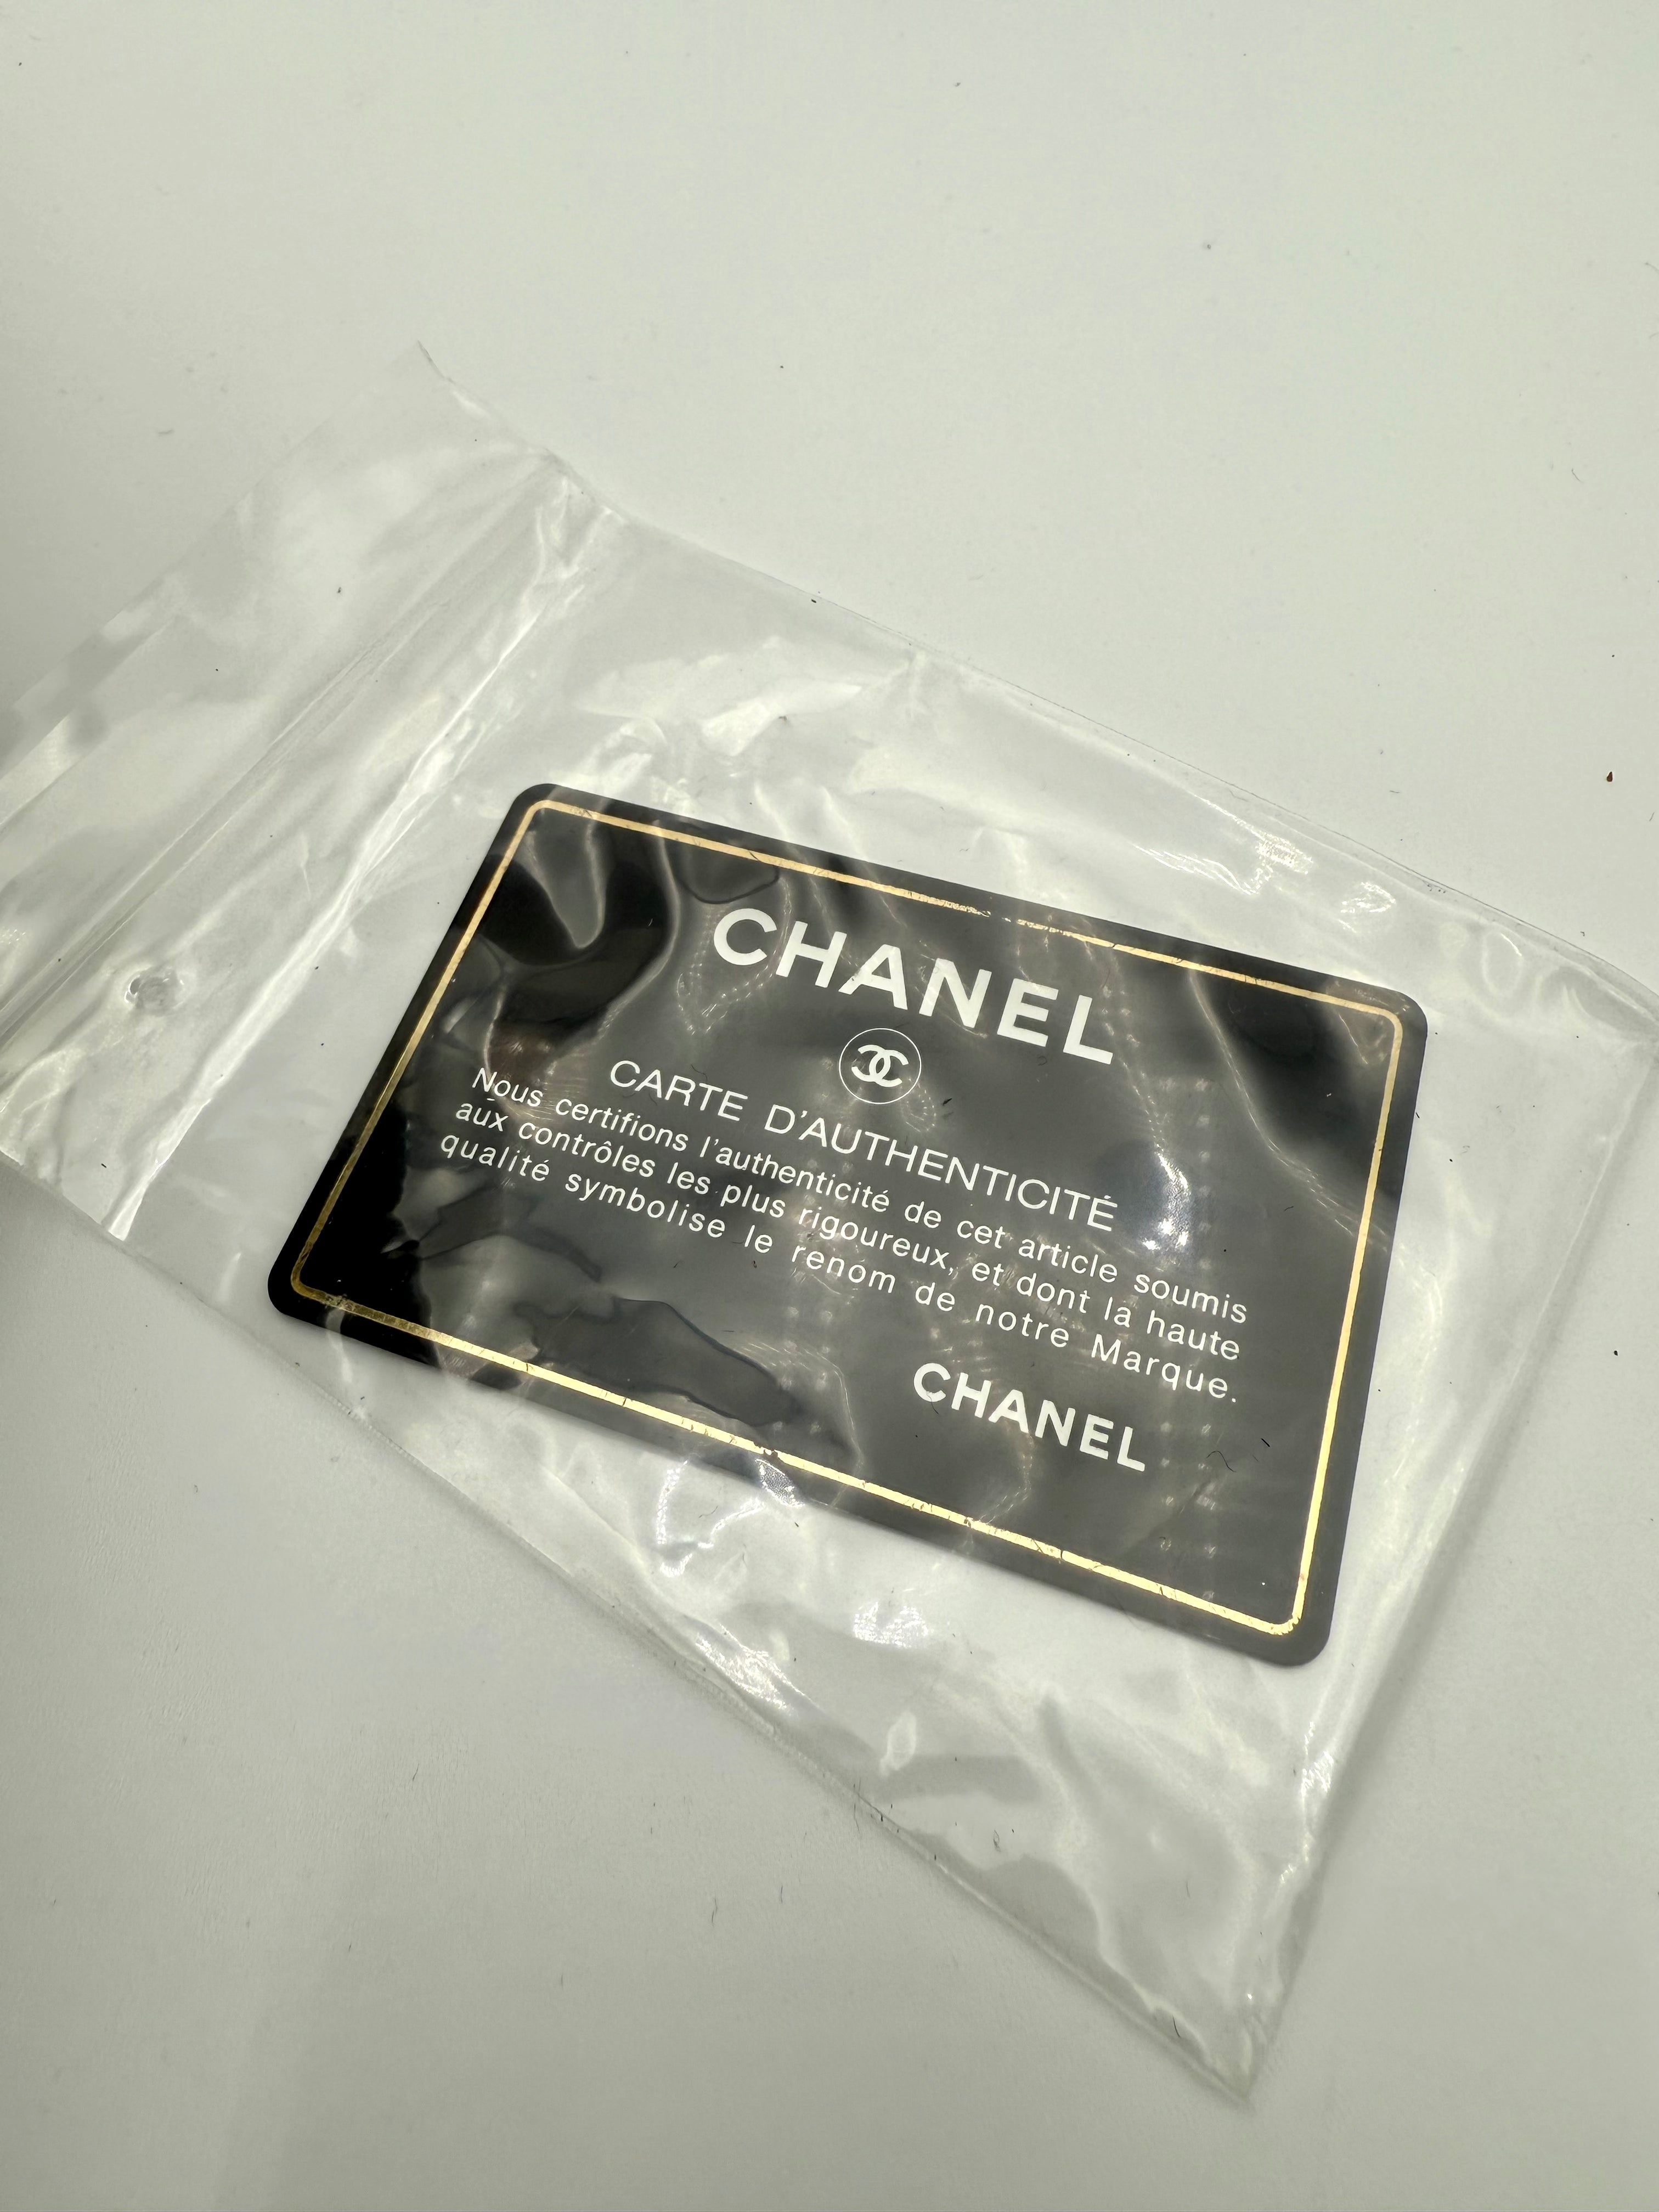 CHANEL
CARTE D'AUTHENTICITÉ
Nous certifions l'authenticité de cet article soumis
aux contrôles les plus rigoureux, et dont la haute
qualité symbolise le renom de notre Marque.
CHANEL